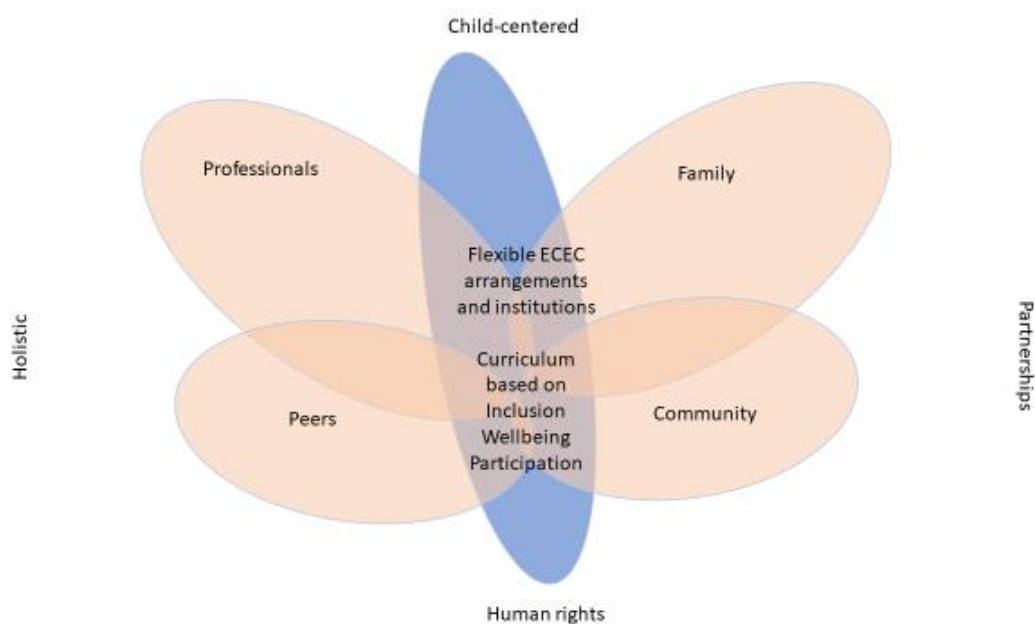 Child-centered
Professionals
Family
Flexible ECEC
arrangements
and institutions
Holistic
Partnerships
Curriculum
based on
Inclusion
Wellbeing
Participation
Peers
Community
Human rights